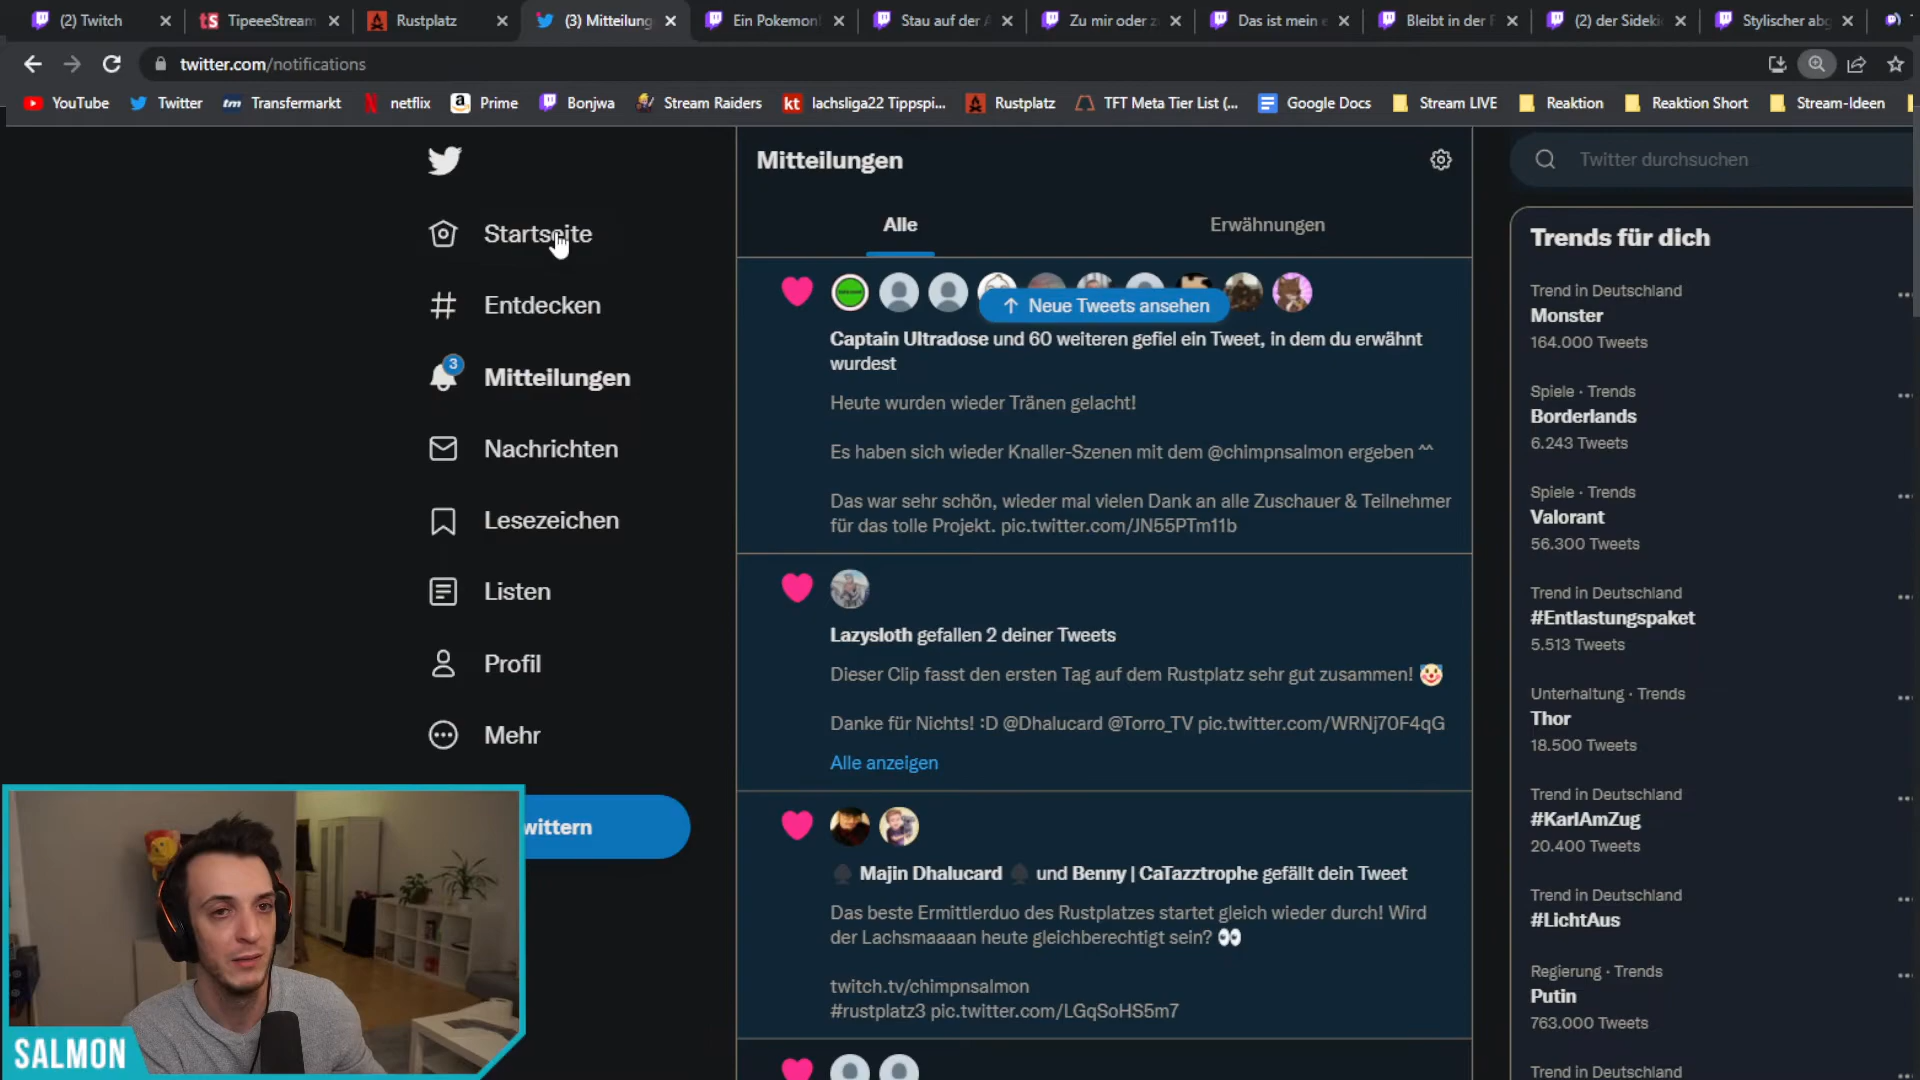 (2) Twitch
TipeeeStream
Rustplatz
(3) Mitteilung
Ein Pokemon!
Stau auf der A
Zu mir oder z
Das ist mein e
Bleibt in der F
(2) der Sideki
Stylischer abg
twitter.com/notifications
YouTube
Twitter
tm Transfermarkt
netflix
Prime
Bonjwa
Stream Raiders
kt lachsliga22 Tippspi...
Rustplatz
TFT Meta Tier List (...
Google Docs
Stream LIVE
Reaktion
Reaktion Short
Stream-Ideen
Startseite
Entdecken
3
Mitteilungen
Nachrichten
Lesezeichen
Listen
Profil
Mehr
wittern
SALMON
Mitteilungen
Alle
Erwähnungen
Neue Tweets ansehen
Captain Ultradose und 60 weiteren gefiel ein Tweet, in dem du erwähnt
wurdest
Heute wurden wieder Tränen gelacht!
Es haben sich wieder Knaller-Szenen mit dem @chimpnsalmon ergeben ^^
Das war sehr schön, wieder mal vielen Dank an alle Zuschauer & Teilnehmer
für das tolle Projekt. pic.twitter.com/JN55PTm11b
Lazysloth gefallen 2 deiner Tweets
Dieser Clip fasst den ersten Tag auf dem Rustplatz sehr gut zusammen! 🤡
Danke für Nichts! :D @Dhalucard @Torro_TV pic.twitter.com/WRNj70F4qG
Alle anzeigen
♠ Majin Dhalucard ♠ und Benny | CaTazztrophe gefällt dein Tweet
Das beste Ermittlerduo des Rustplatzes startet gleich wieder durch! Wird
der Lachsmaaaan heute gleichberechtigt sein? 👀
twitch.tv/chimpnsalmon
#rustplatz3 pic.twitter.com/LGqSoHS5m7
Twitter durchsuchen
Trends für dich
Trend in Deutschland
Monster
164.000 Tweets
Spiele · Trends
Borderlands
6.243 Tweets
Spiele · Trends
Valorant
56.300 Tweets
Trend in Deutschland
#Entlastungspaket
5.513 Tweets
Unterhaltung · Trends
Thor
18.500 Tweets
Trend in Deutschland
#KarlAmZug
20.400 Tweets
Trend in Deutschland
#LichtAus
Regierung · Trends
Putin
763.000 Tweets
Trend in Deutschland